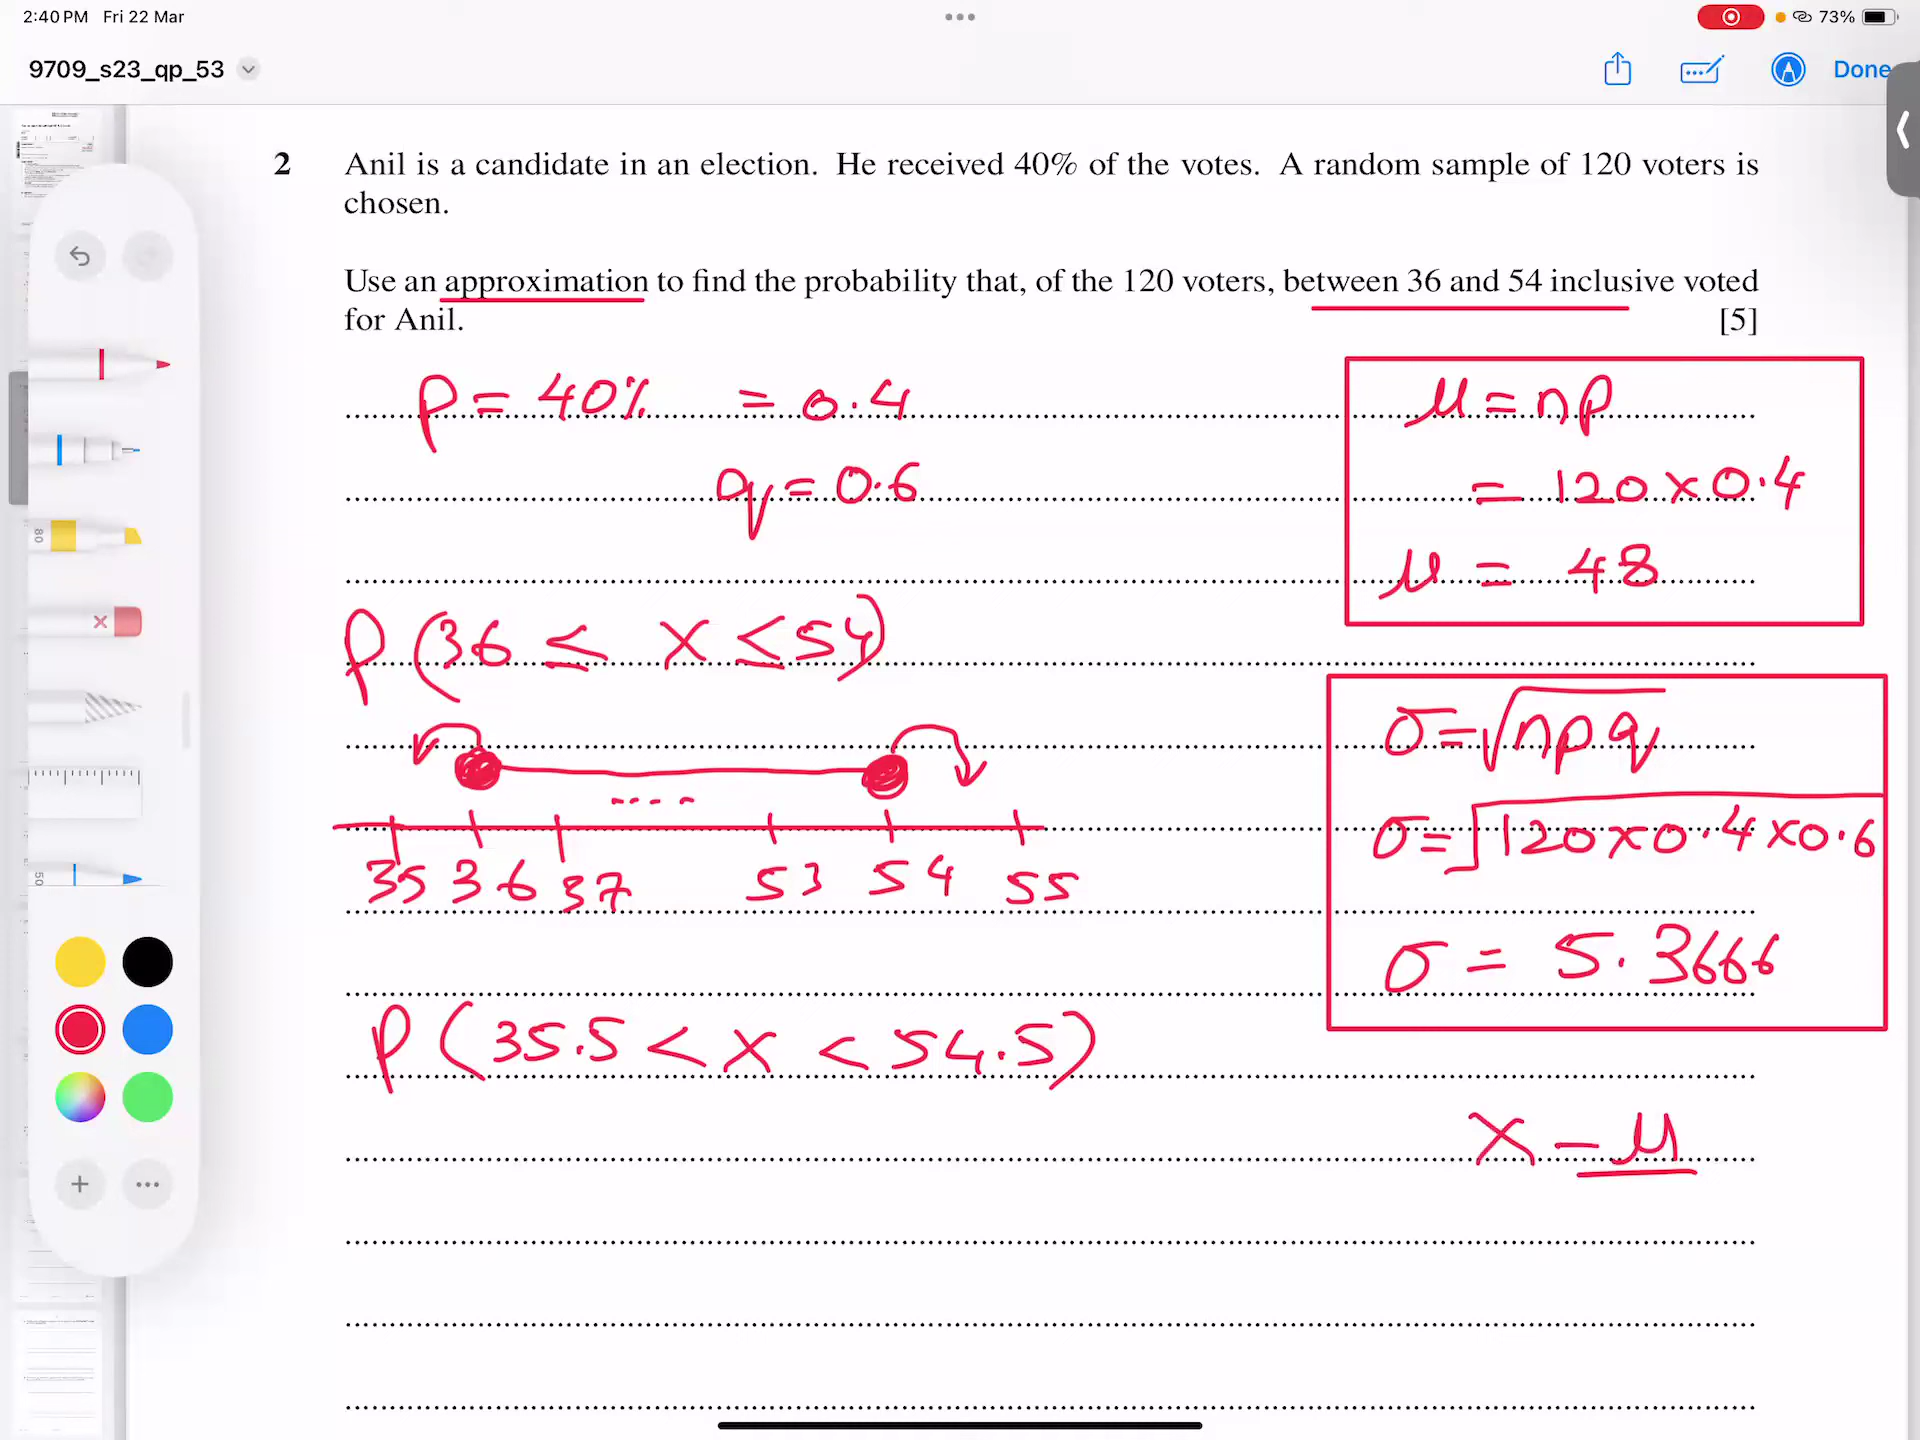 2:40 PM Fri 22 Mar
73%
9709_s23_qp_53
Done
2 Anil is a candidate in an election. He received 40% of the votes. A random sample of 120 voters is
chosen.
Use an approximation to find the probability that, of the 120 voters, between 36 and 54 inclusive voted
for Anil. [5]
p = 40% = 0.4
q = 0.6
μ = np
= 120 × 0.4
μ = 48
P(36 ≤ x ≤ 54)
35 36 37 .... 53 54 55
σ = √npq
σ = √120×0.4×0.6
σ = 5.3666
P(35.5 < x < 54.5)
x - μ
80
50